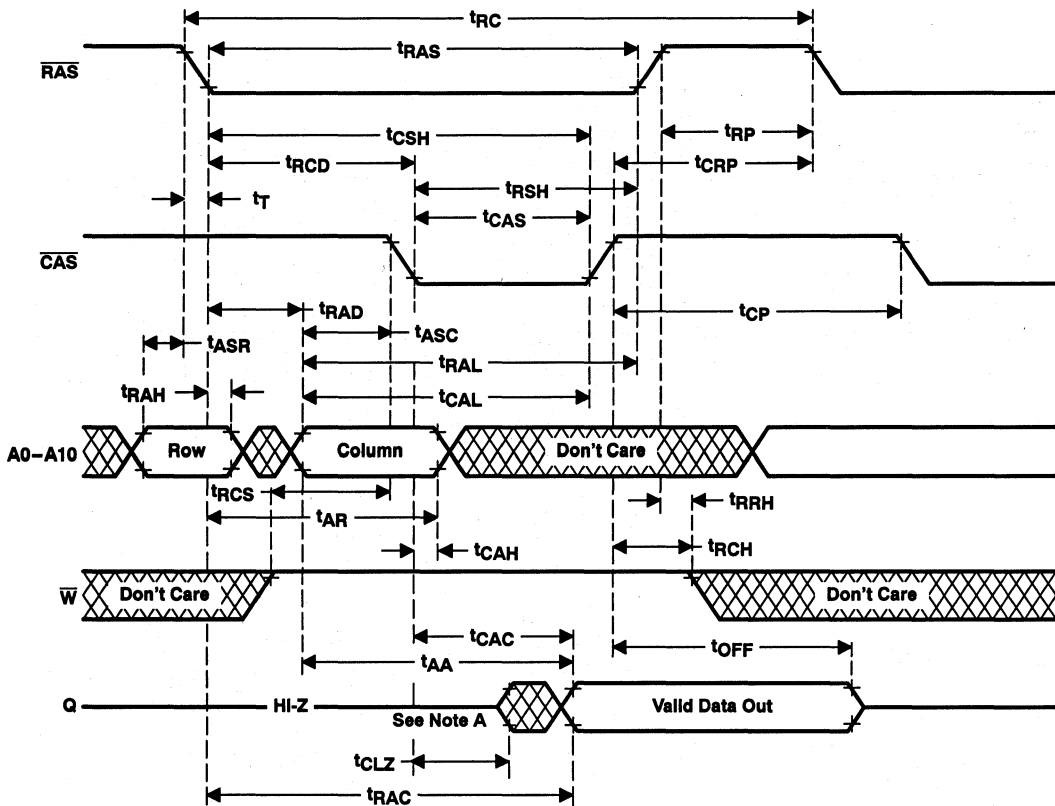 tRC
RAS
tRAS
tRP
tCSH
tRCD
tCRP
tRSH
tT
tCAS
CAS
tRAD
tCP
tASC
tASR
tRAL
tRAH
tCAL
A0–A10
Row
Column
Don't Care
tRCS
tRRH
tAR
tRCH
tCAH
W
Don't Care
Don't Care
tCAC
tOFF
tAA
Q
HI-Z
See Note A
Valid Data Out
tCLZ
tRAC